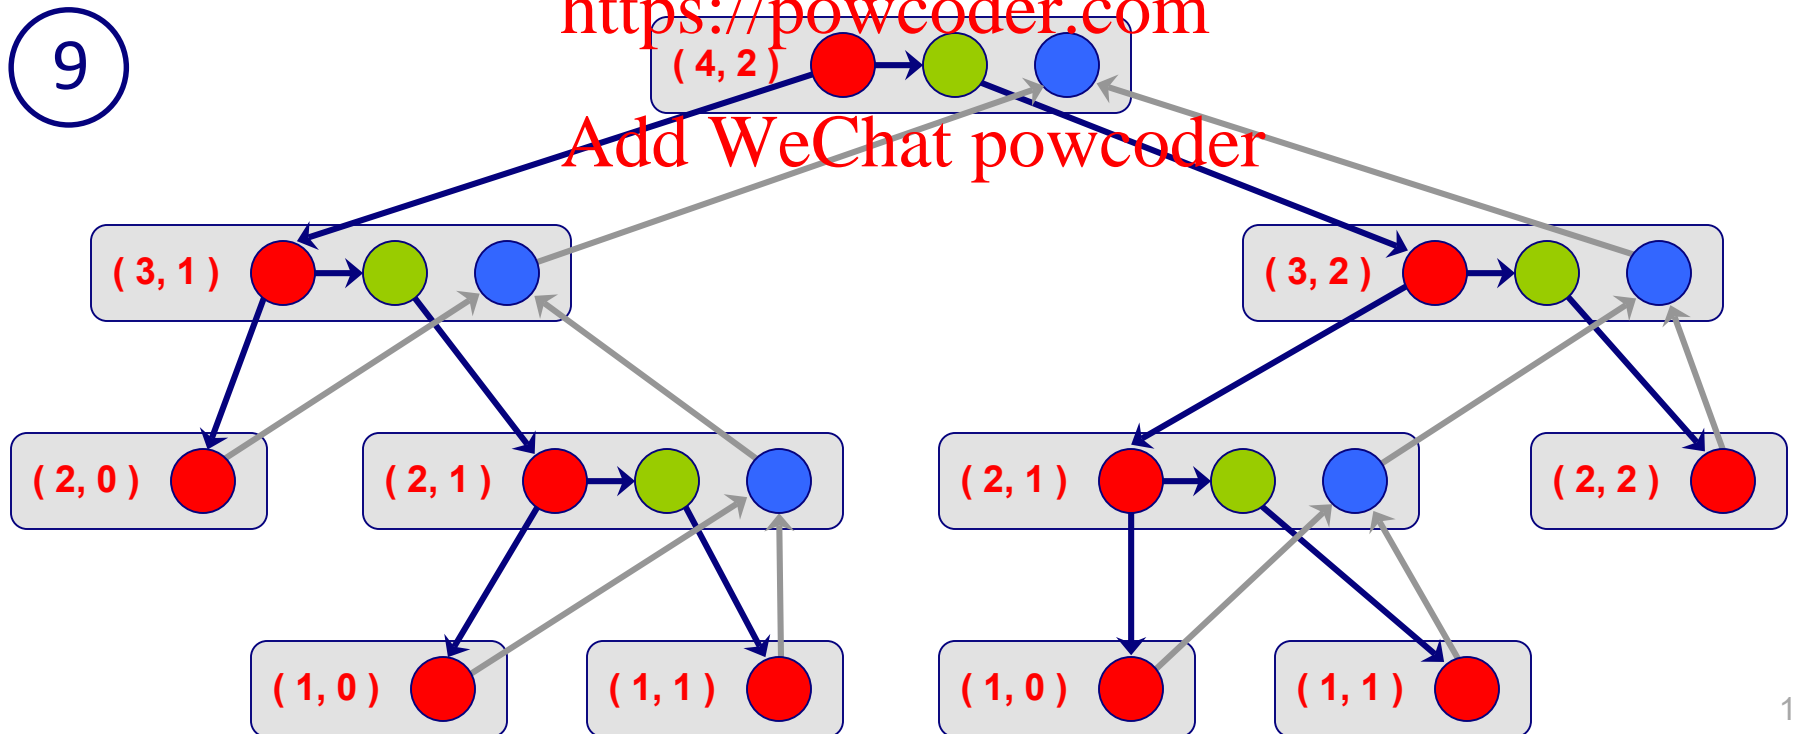 https://powcoder.com
9
( 4, 2 )
Add WeChat powcoder
( 3, 1 )
( 3, 2 )
( 2, 0 )
( 2, 1 )
( 2, 1 )
( 2, 2 )
( 1, 0 )
( 1, 1 )
( 1, 0 )
( 1, 1 )
1